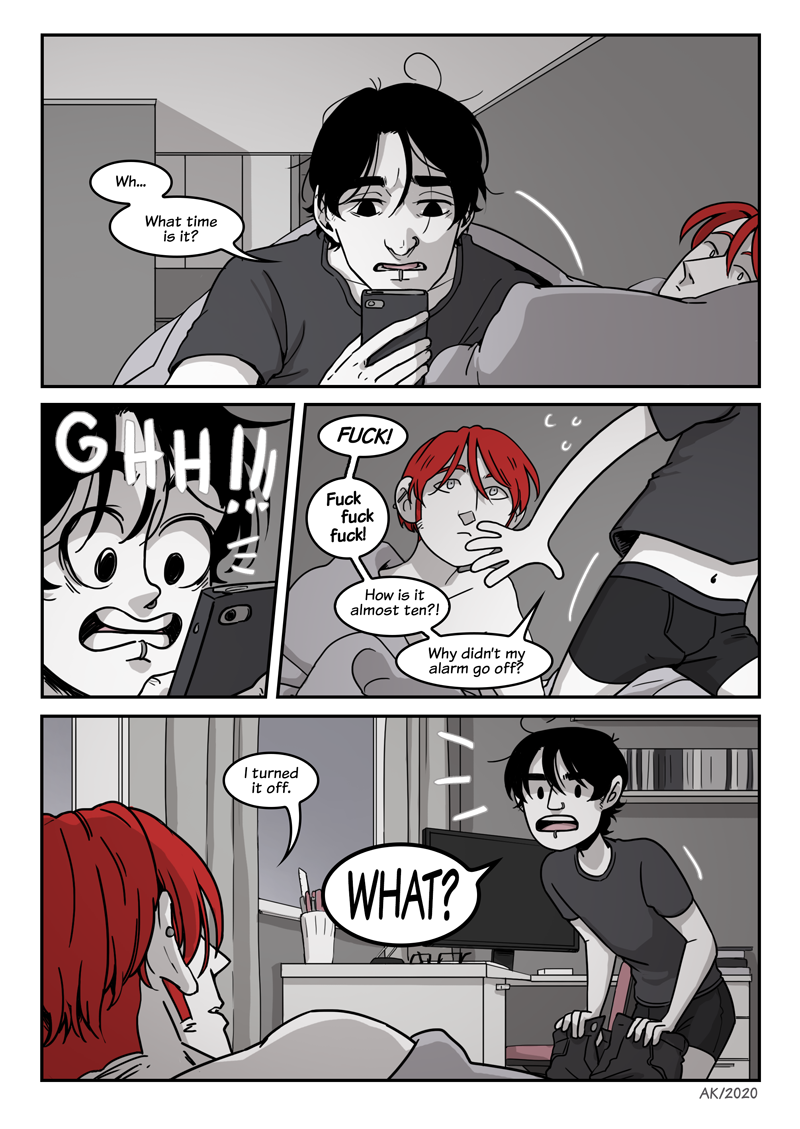 Wh...
What time
is it?
GHH!!!
FUCK!
Fuck
fuck
fuck!
How is it
almost ten?!
Why didn't my
alarm go off?
I turned
it off.
WHAT?
AK/2020